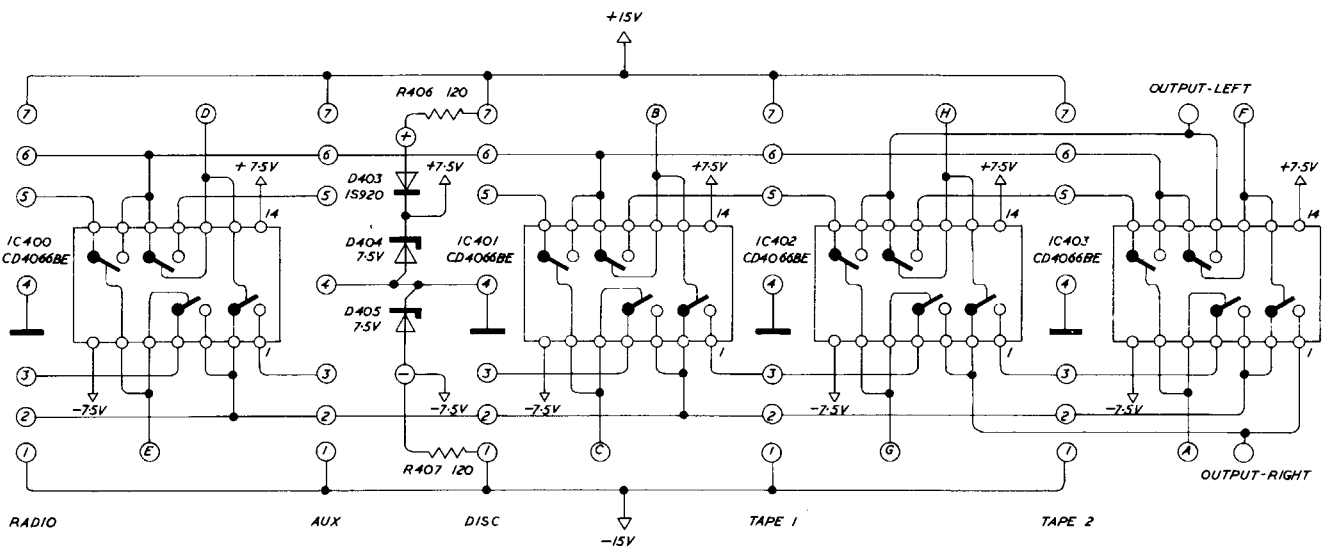 +15V
R406 120
OUTPUT-LEFT
7 D 7 7 B 7 H 7 F
+
6 +7·5V 6 +7·5V 6 +7·5V 6 +7·5V 6 +7·5V
5 5 D403 5 5 5
1S920
14 14 14 14
IC400 D404 IC401 IC402 IC403
CD4066BE 7·5V CD4066BE CD4066BE CD4066BE
4 4 4 4 4
D405
7·5V
1 1 1 1
3 3 − 3 3 3
-7·5V -7·5V -7·5V -7·5V -7·5V
2 2 2 2 2
1 E 1 1 C 1 G 1 A
R407 120
OUTPUT-RIGHT
RADIO AUX DISC TAPE 1 TAPE 2
-15V